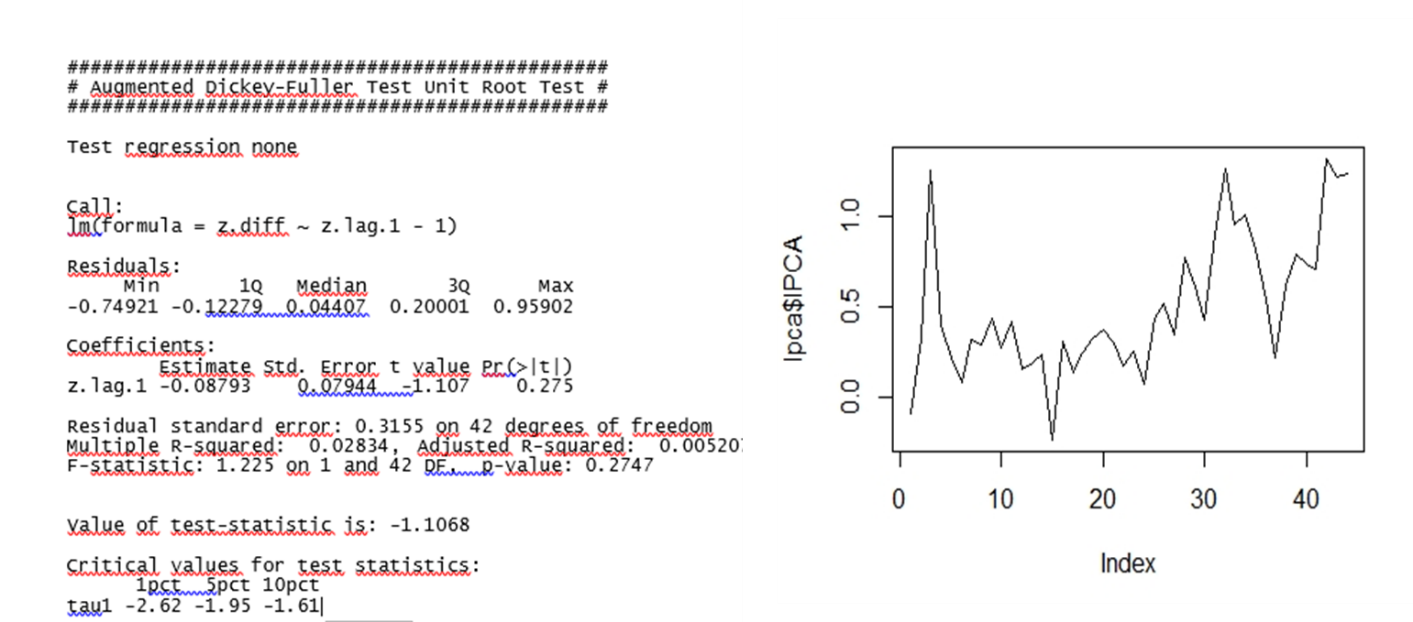 ###############################################
# Augmented Dickey-Fuller Test Unit Root Test #
###############################################
Test regression none
Call:
lm(formula = z.diff ~ z.lag.1 - 1)
Residuals:
Min 1Q Median 3Q Max
-0.74921 -0.12279 0.04407 0.20001 0.95902
Coefficients:
Estimate Std. Error t value Pr(>|t|)
z.lag.1 -0.08793 0.07944 -1.107 0.275
Residual standard error: 0.3155 on 42 degrees of freedom
Multiple R-squared: 0.02834, Adjusted R-squared: 0.00520
F-statistic: 1.225 on 1 and 42 DF, p-value: 0.2747
Value of test-statistic is: -1.1068
Critical values for test statistics:
1pct 5pct 10pct
tau1 -2.62 -1.95 -1.61
1.0
0.5
0.0
Ipca$IPCA
0 10 20 30 40
Index